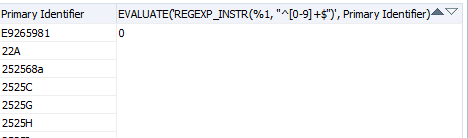 Primary Identifier EVALUATE('REGEXP_INSTR(%1, "^[0-9]+$")', Primary Identifier)
E9265981 0
22A
252568a
2525C
2525G
2525H